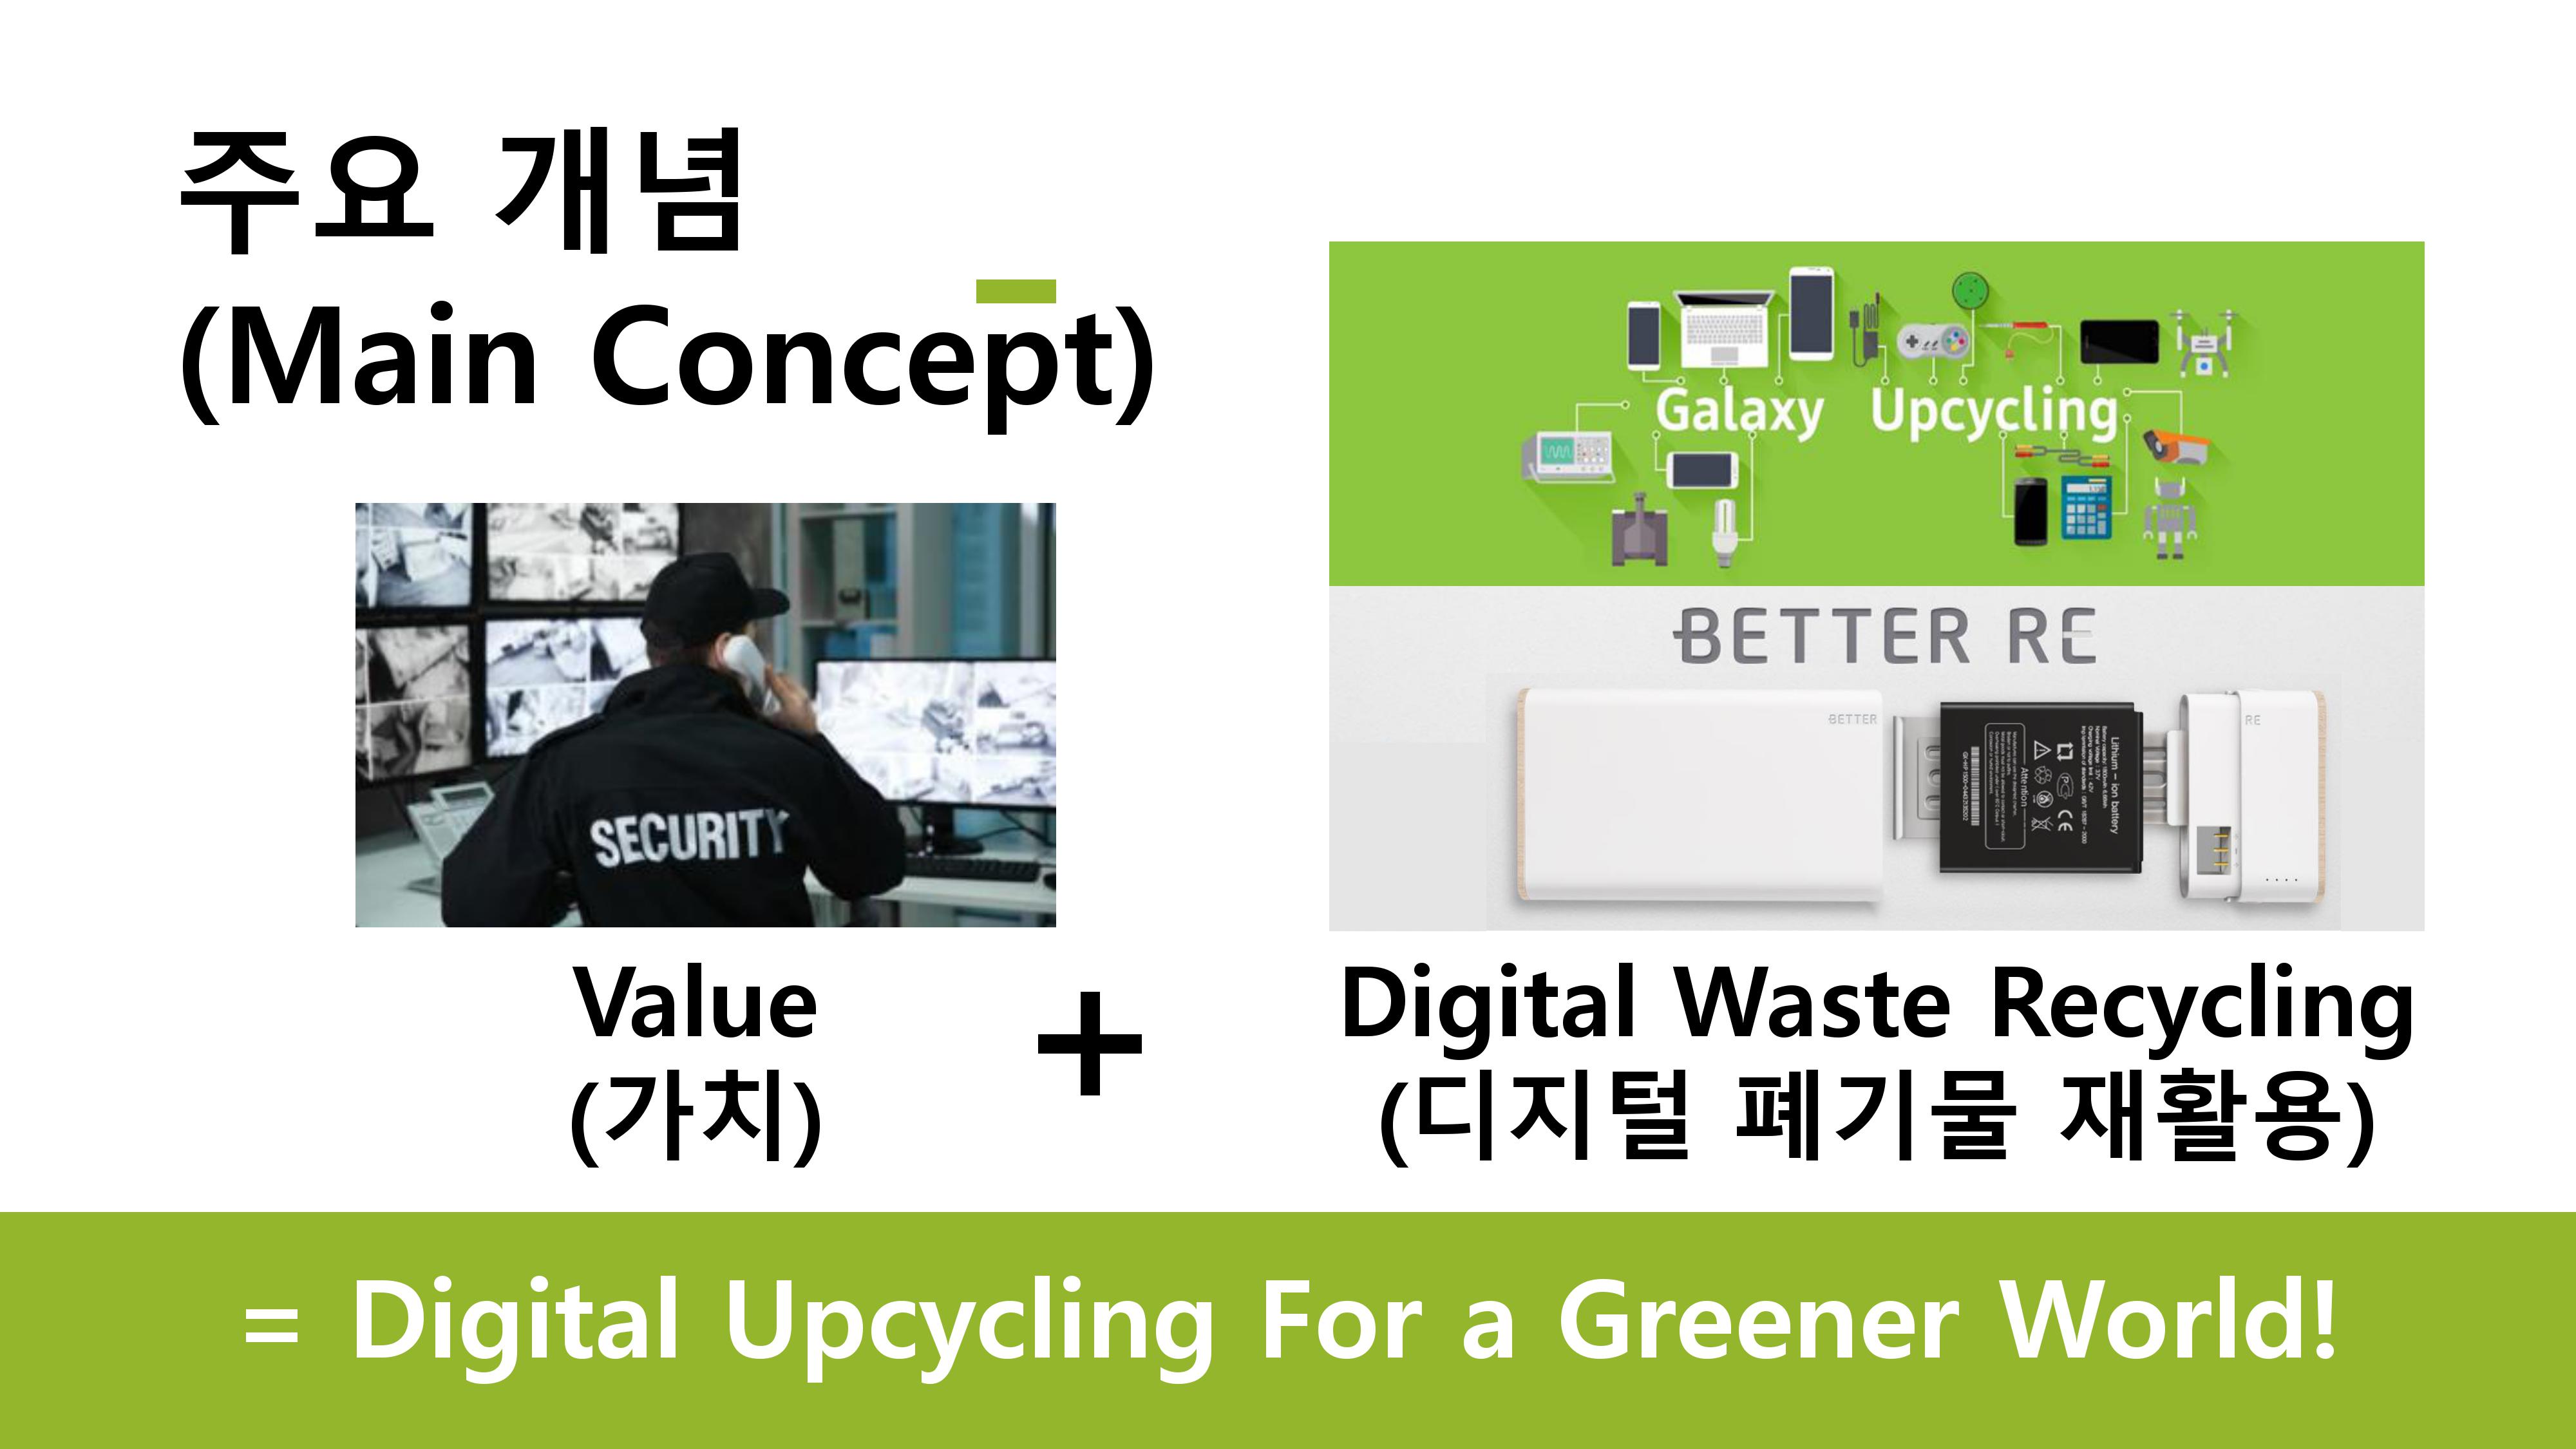 주요 개념
(Main Concept)
Galaxy Upcycling
BETTER RE
BETTER
RE
Lithium – ion battery
Attention
SECURITY
Value
(가치)
+
Digital Waste Recycling
(디지털 폐기물 재활용)
= Digital Upcycling For a Greener World!